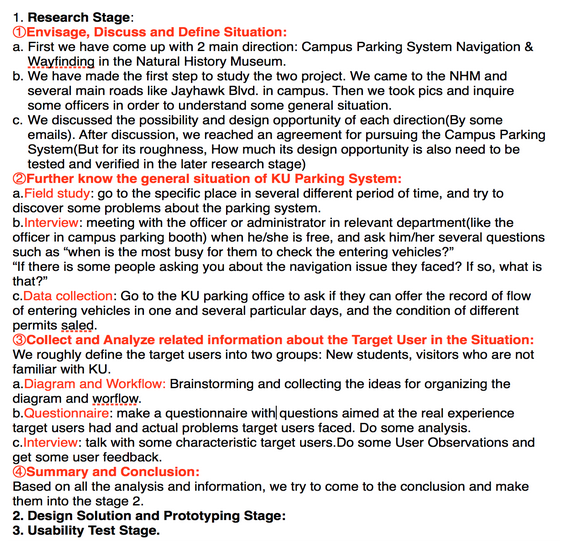 1. Research Stage:
①Envisage, Discuss and Define Situation:
a. First we have come up with 2 main direction: Campus Parking System Navigation &
Wayfinding in the Natural History Museum.
b. We have made the first step to study the two project. We came to the NHM and
several main roads like Jayhawk Blvd. in campus. Then we took pics and inquire
some officers in order to understand some general situation.
c. We discussed the possibility and design opportunity of each direction(By some
emails). After discussion, we reached an agreement for pursuing the Campus Parking
System(But for its roughness, How much its design opportunity is also need to be
tested and verified in the later research stage)
②Further know the general situation of KU Parking System:
a.Field study: go to the specific place in several different period of time, and try to
discover some problems about the parking system.
b.Interview: meeting with the officer or administrator in relevant department(like the
officer in campus parking booth) when he/she is free, and ask him/her several questions
such as “when is the most busy for them to check the entering vehicles?”
“If there is some people asking you about the navigation issue they faced? If so, what is
that?”
c.Data collection: Go to the KU parking office to ask if they can offer the record of flow
of entering vehicles in one and several particular days, and the condition of different
permits saled.
③Collect and Analyze related information about the Target User in the Situation:
We roughly define the target users into two groups: New students, visitors who are not
familiar with KU.
a.Diagram and Workflow: Brainstorming and collecting the ideas for organizing the
diagram and worflow.
b.Questionnaire: make a questionnaire with questions aimed at the real experience
target users had and actual problems target users faced. Do some analysis.
c.Interview: talk with some characteristic target users.Do some User Observations and
get some user feedback.
④Summary and Conclusion:
Based on all the analysis and information, we try to come to the conclusion and make
them into the stage 2.
2. Design Solution and Prototyping Stage:
3. Usability Test Stage.